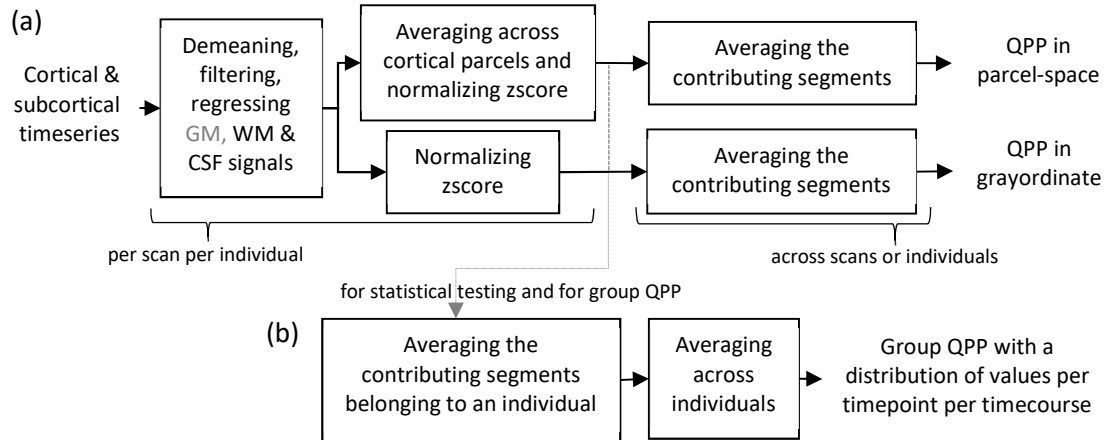 (a)
Cortical &
subcortical
timeseries
Demeaning,
filtering,
regressing
GM, WM &
CSF signals
Averaging across
cortical parcels and
normalizing zscore
Averaging the
contributing segments
QPP in
parcel-space
Normalizing
zscore
Averaging the
contributing segments
QPP in
grayordinate
per scan per individual
across scans or individuals
for statistical testing and for group QPP
(b)
Averaging the
contributing segments
belonging to an individual
Averaging
across
individuals
Group QPP with a
distribution of values per
timepoint per timecourse